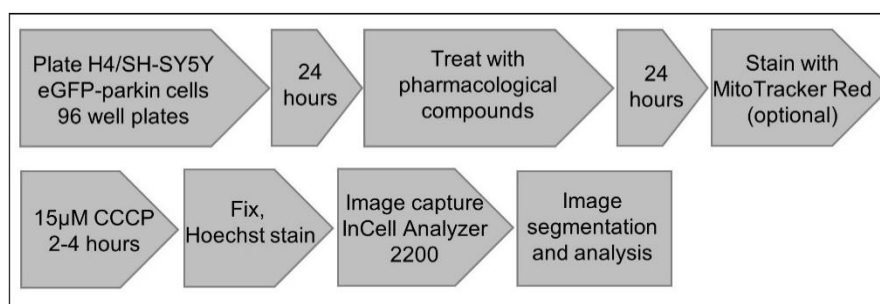 Plate H4/SH-SY5Y
eGFP-parkin cells
96 well plates
24
hours
Treat with
pharmacological
compounds
24
hours
Stain with
MitoTracker Red
(optional)
15µM CCCP
2-4 hours
Fix,
Hoechst stain
Image capture
InCell Analyzer
2200
Image
segmentation
and analysis